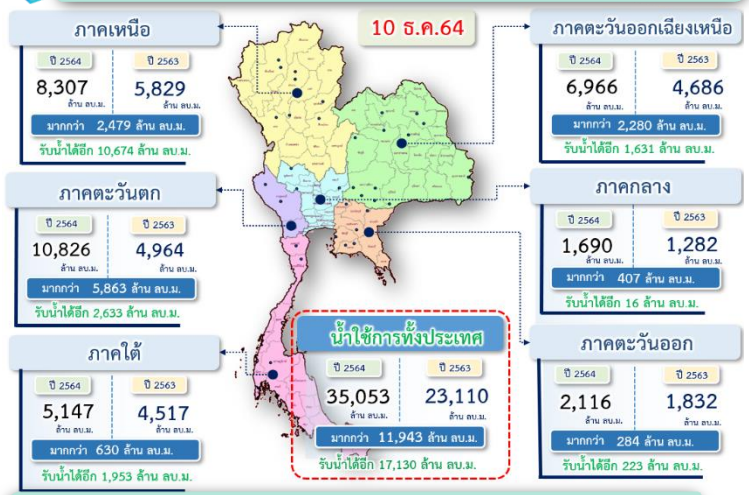 10 ธ.ค.64
ภาคเหนือ
ปี 2564 ปี 2563
8,307 5,829
ล้าน ลบ.ม. ล้าน ลบ.ม.
มากกว่า 2,479 ล้าน ลบ.ม.
รับน้ำได้อีก 10,674 ล้าน ลบ.ม.
ภาคตะวันออกเฉียงเหนือ
ปี 2564 ปี 2563
6,966 4,686
ล้าน ลบ.ม. ล้าน ลบ.ม.
มากกว่า 2,280 ล้าน ลบ.ม.
รับน้ำได้อีก 1,631 ล้าน ลบ.ม.
ภาคตะวันตก
ปี 2564 ปี 2563
10,826 4,964
ล้าน ลบ.ม. ล้าน ลบ.ม.
มากกว่า 5,863 ล้าน ลบ.ม.
รับน้ำได้อีก 2,633 ล้าน ลบ.ม.
ภาคกลาง
ปี 2564 ปี 2563
1,690 1,282
ล้าน ลบ.ม. ล้าน ลบ.ม.
มากกว่า 407 ล้าน ลบ.ม.
รับน้ำได้อีก 16 ล้าน ลบ.ม.
ภาคใต้
ปี 2564 ปี 2563
5,147 4,517
ล้าน ลบ.ม. ล้าน ลบ.ม.
มากกว่า 630 ล้าน ลบ.ม.
รับน้ำได้อีก 1,953 ล้าน ลบ.ม.
น้ำใช้การทั้งประเทศ
ปี 2564 ปี 2563
35,053 23,110
ล้าน ลบ.ม. ล้าน ลบ.ม.
มากกว่า 11,943 ล้าน ลบ.ม.
รับน้ำได้อีก 17,130 ล้าน ลบ.ม.
ภาคตะวันออก
ปี 2564 ปี 2563
2,116 1,832
ล้าน ลบ.ม. ล้าน ลบ.ม.
มากกว่า 284 ล้าน ลบ.ม.
รับน้ำได้อีก 223 ล้าน ลบ.ม.